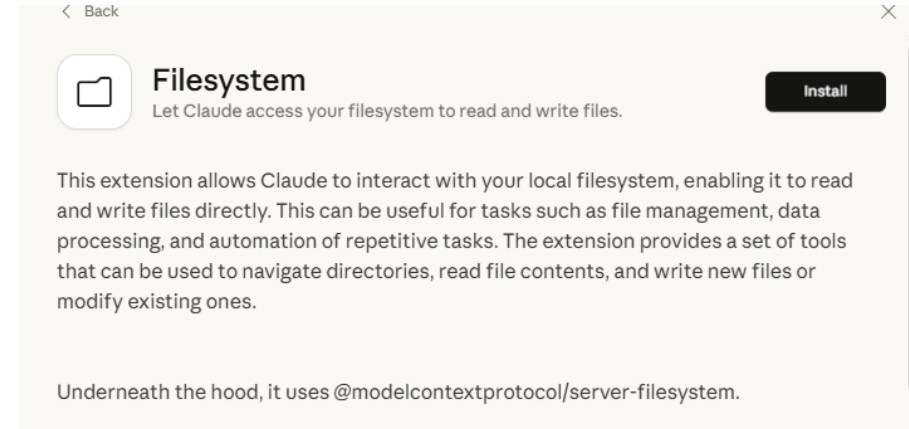 Back
Filesystem
Let Claude access your filesystem to read and write files.
Install
This extension allows Claude to interact with your local filesystem, enabling it to read
and write files directly. This can be useful for tasks such as file management, data
processing, and automation of repetitive tasks. The extension provides a set of tools
that can be used to navigate directories, read file contents, and write new files or
modify existing ones.
Underneath the hood, it uses @modelcontextprotocol/server-filesystem.